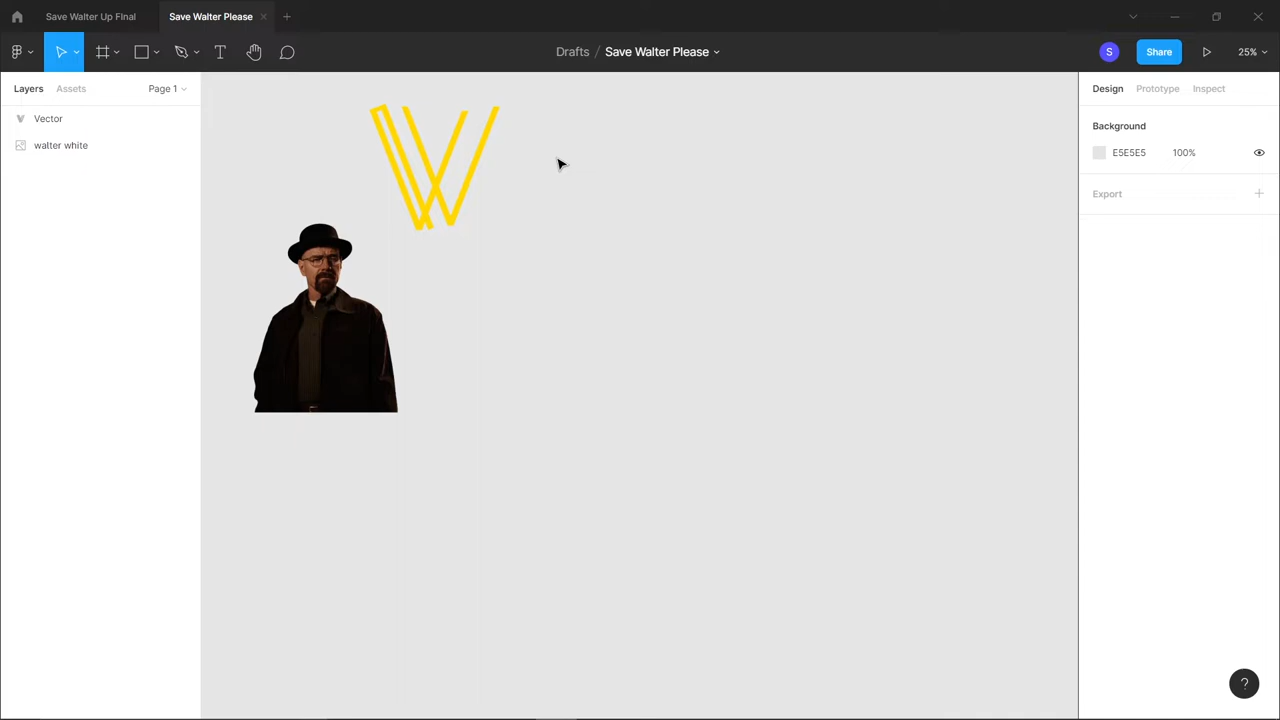 Save Walter Up FInal
Save Walter Please
Drafts / Save Walter Please
S
Share
25%
Layers
Assets
Page 1
Design
Prototype
Inspect
Vector
walter white
Background
E5E5E5
100%
Export
W
?